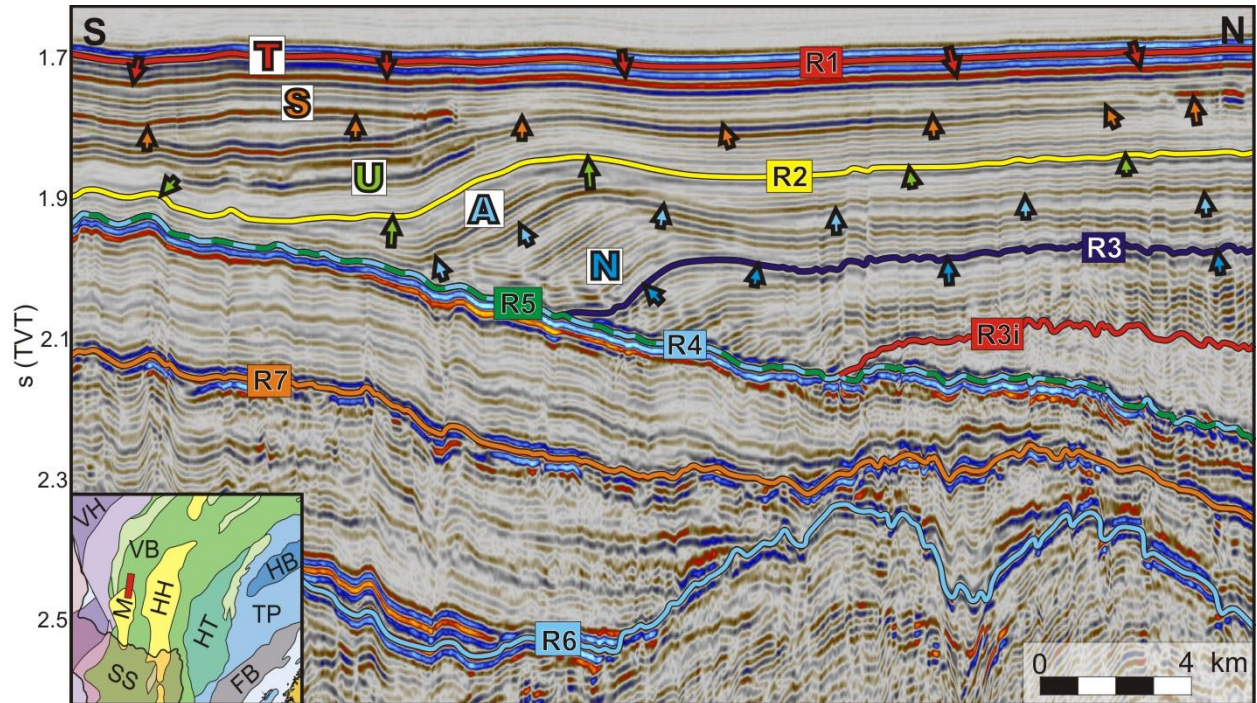 S
N
1.7
T
R1
S
U
R2
1.9
A
N
R3
R5
2.1
R4
R3i
s (TVT)
R7
2.3
VH
VB
HB
M
HH
HT
TP
SS
FB
2.5
R6
0 4 km